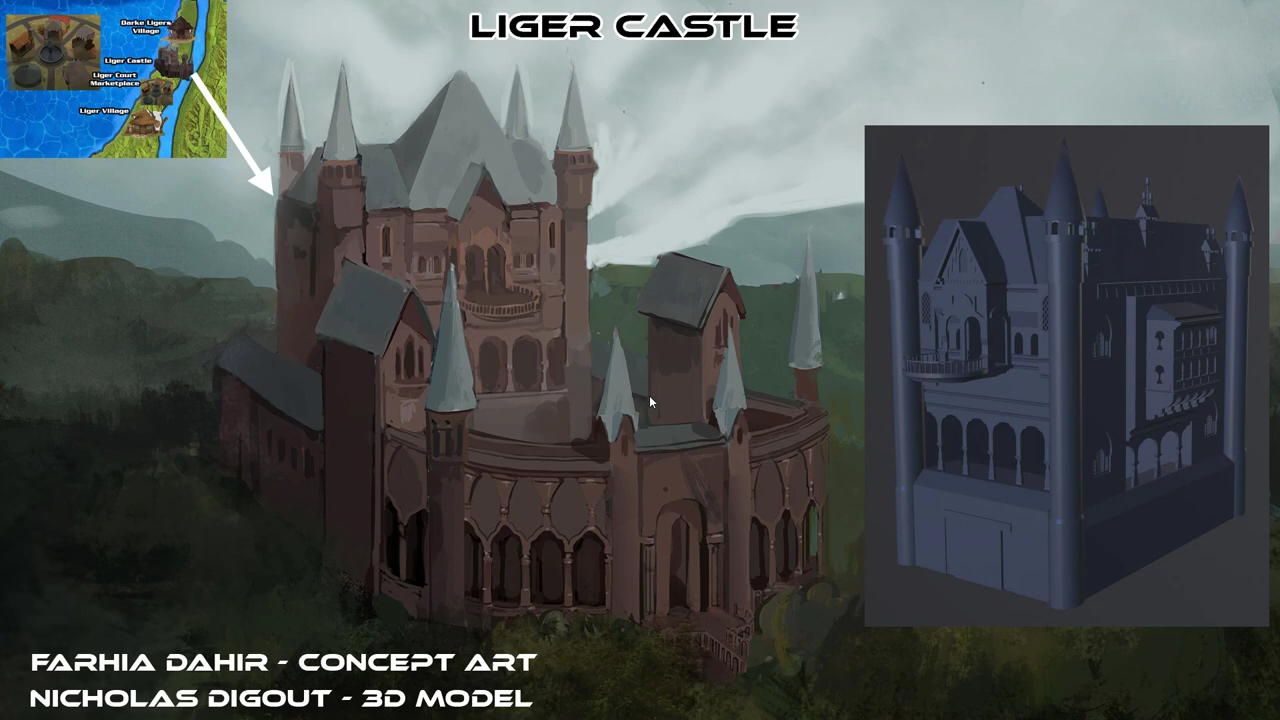 LIGER CASTLE
Darke Ligers
Village
Liger Castle
Liger Court
Marketplace
Liger Village
FARHIA DAHIR - CONCEPT ART
NICHOLAS DIGOUT - 3D MODEL